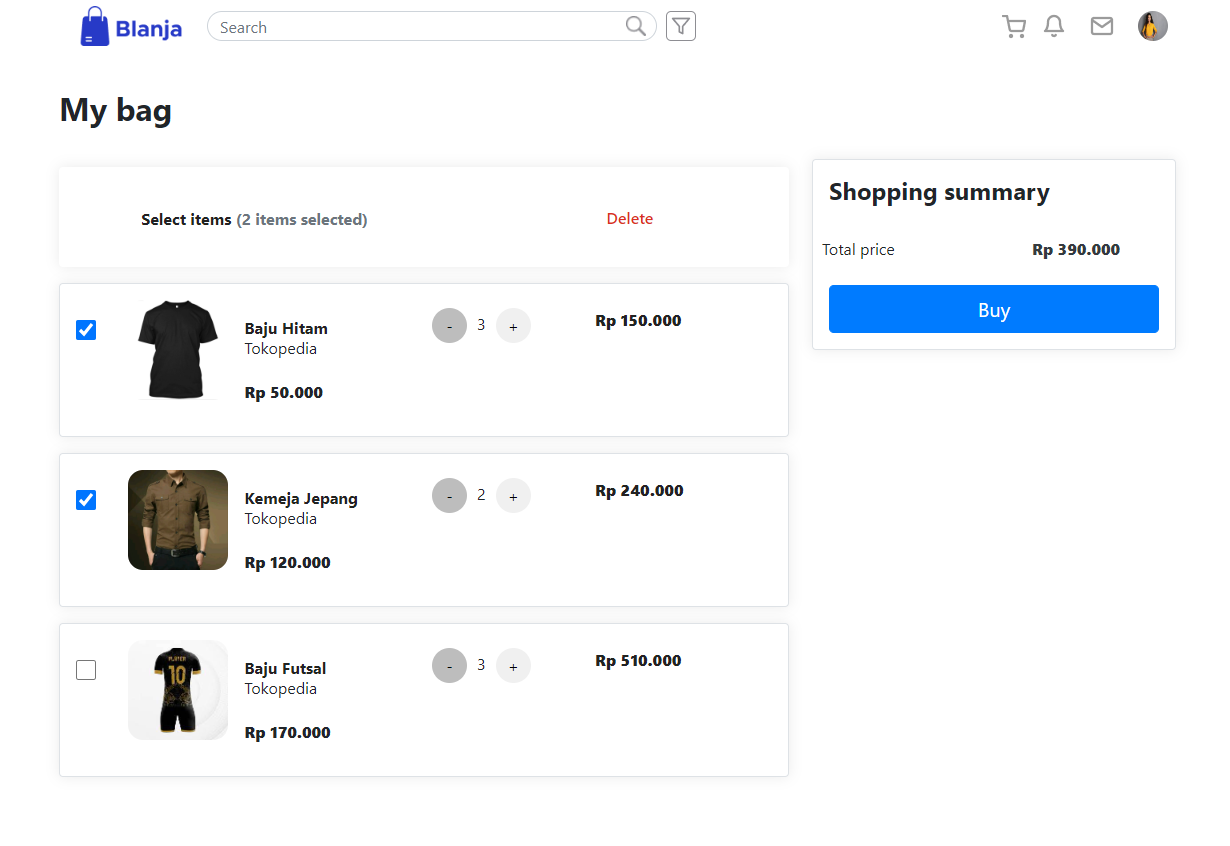 Blanja
Search
My bag
Select items (2 items selected)
Delete
Baju Hitam
Tokopedia
Rp 50.000
-
3
+
Rp 150.000
Kemeja Jepang
Tokopedia
Rp 120.000
-
2
+
Rp 240.000
PLAYER
10
Baju Futsal
Tokopedia
Rp 170.000
-
3
+
Rp 510.000
Shopping summary
Total price
Rp 390.000
Buy